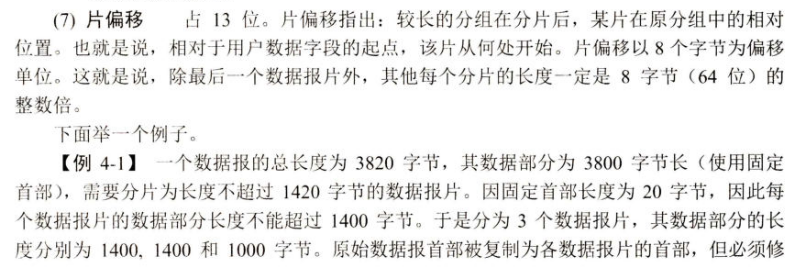 (7) 片偏移　占 13 位。片偏移指出：较长的分组在分片后，某片在原分组中的相对
位置。也就是说，相对于用户数据字段的起点，该片从何处开始。片偏移以 8 个字节为偏移
单位。这就是说，除最后一个数据报片外，其他每个分片的长度一定是 8 字节（64 位）的
整数倍。
下面举一个例子。
【例 4-1】 一个数据报的总长度为 3820 字节，其数据部分为 3800 字节长（使用固定
首部），需要分片为长度不超过 1420 字节的数据报片。因固定首部长度为 20 字节，因此每
个数据报片的数据部分长度不能超过 1400 字节。于是分为 3 个数据报片，其数据部分的长
度分别为 1400, 1400 和 1000 字节。原始数据报首部被复制为各数据报片的首部，但必须修